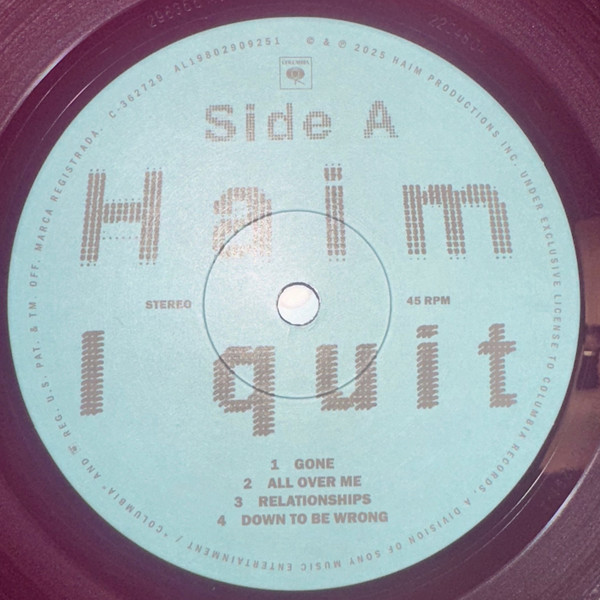 C-362729 AL19802909251 © & ℗ 2025 HAIM PRODUCTIONS INC. UNDER EXCLUSIVE LICENSE TO COLUMBIA RECORDS, A DIVISION OF SONY MUSIC ENTERTAINMENT / "COLUMBIA" AND REG. U.S. PAT. & TM OFF. MARCA REGISTRADA.
COLUMBIA
Side A
Haim
STEREO
45 RPM
I quit
1 GONE
2 ALL OVER ME
3 RELATIONSHIPS
4 DOWN TO BE WRONG